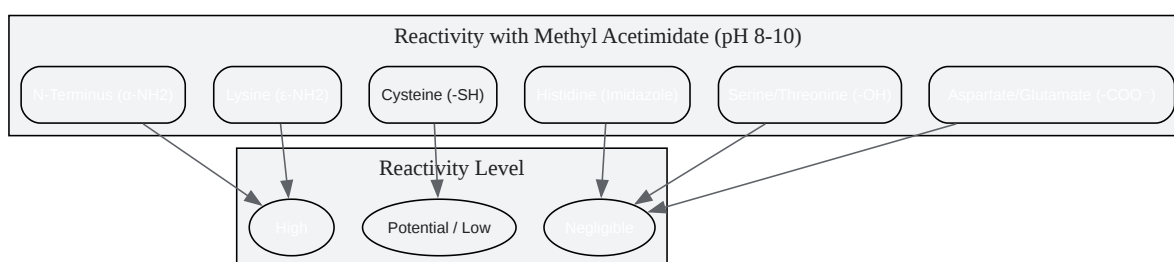 Reactivity with Methyl Acetimidate (pH 8-10)
N-Terminus (α-NH2)
Lysine (ε-NH2)
Cysteine (-SH)
Histidine (Imidazole)
Serine/Threonine (-OH)
Aspartate/Glutamate (-COO⁻)
Reactivity Level
High
Potential / Low
Negligible